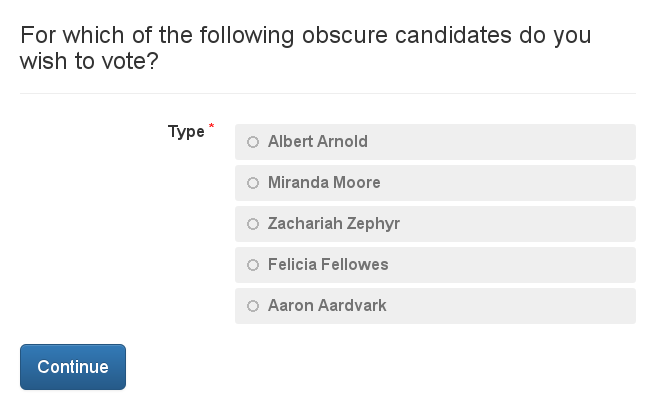 For which of the following obscure candidates do you
wish to vote?
Type *
Albert Arnold
Miranda Moore
Zachariah Zephyr
Felicia Fellowes
Aaron Aardvark
Continue